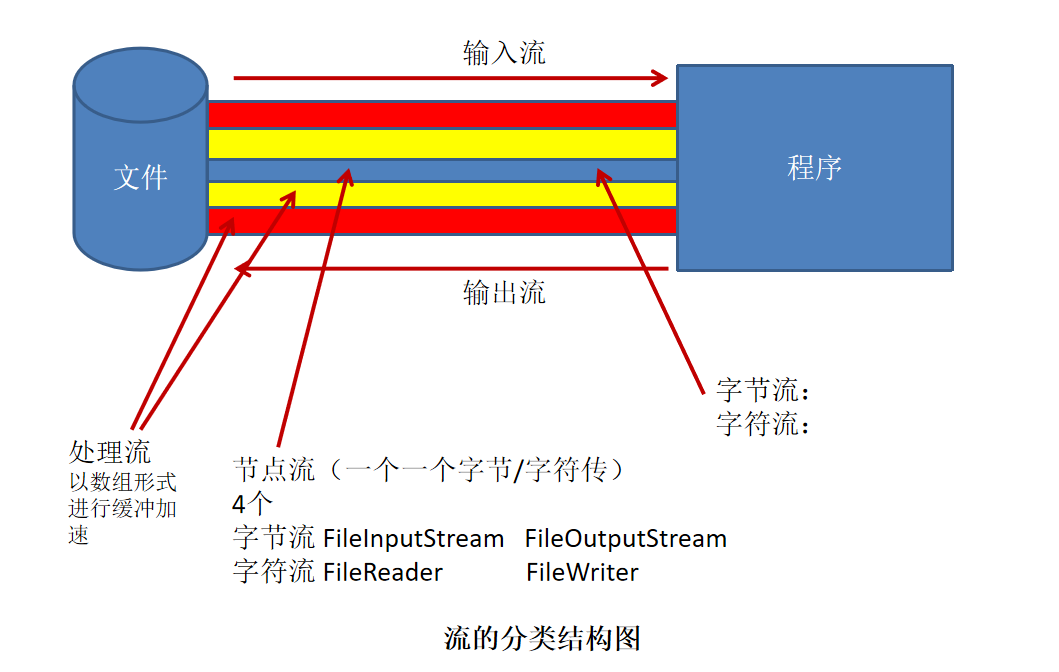 输入流
文件
程序
输出流
字节流：
字符流：
处理流
以数组形式
进行缓冲加
速
节点流（一个一个字节/字符传）
4个
字节流 FileInputStream FileOutputStream
字符流 FileReader FileWriter
流的分类结构图